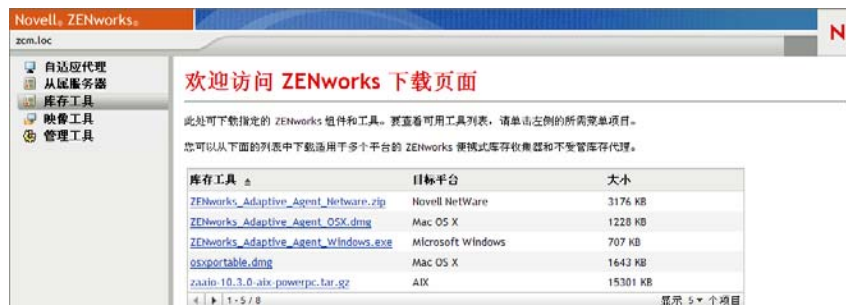 Novell® ZENworks®
zcm.loc
N
自适应代理
从属服务器
库存工具
映像工具
管理工具
欢迎访问 ZENworks 下载页面
此处可下载指定的 ZENworks 组件和工具。要查看可用工具列表，请单击左侧的所需菜单项目。
您可以从下面的列表中下载适用于多个平台的 ZENworks 便携式库存收集器和不受管库存代理。
库存工具 目标平台 大小
ZENworks_Adaptive_Agent_Netware.zip Novell NetWare 3176 KB
ZENworks_Adaptive_Agent_OSX.dmg Mac OS X 1228 KB
ZENworks_Adaptive_Agent_Windows.exe Microsoft Windows 707 KB
osxportable.dmg Mac OS X 1643 KB
zaaio-10.3.0-aix-powerpc.tar.gz AIX 15301 KB
1 - 5 / 8 显示 5 个项目